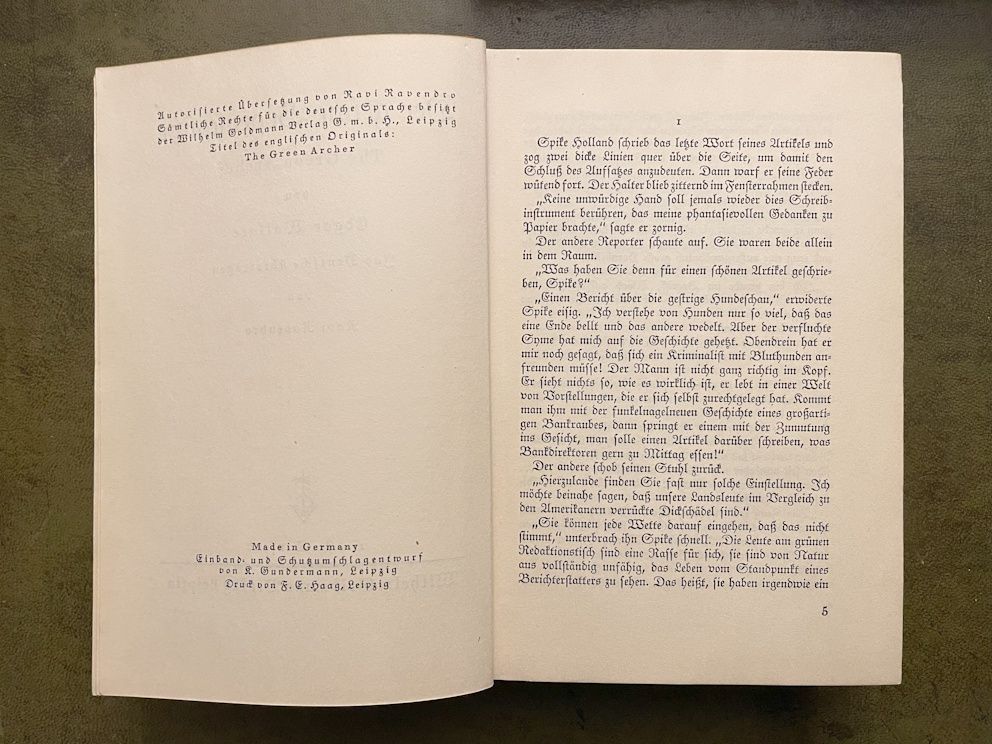 Autorisierte Übersetzung von Ravi Ravendro
Sämtliche Rechte für die deutsche Sprache besitzt
der Wilhelm Goldmann Verlag G. m. b. H., Leipzig
Titel des englischen Originals:
The Green Archer
Made in Germany
Einband- und Schutzumschlagentwurf
von K. Gundermann, Leipzig
Druck von F. E. Haag, Leipzig
1
Spike Holland schrieb das letzte Wort seines Artikels und
zog zwei dicke Linien quer über die Seite, um damit den
Schluß des Aufsatzes anzudeuten. Dann warf er seine Feder
wütend fort. Der Halter blieb zitternd im Fensterrahmen stecken.
„Keine unwürdige Hand soll jemals wieder dies Schreib-
instrument berühren, das meine phantasievollen Gedanken zu
Papier brachte,“ sagte er zornig.
Der andere Reporter schaute auf. Sie waren beide allein
in dem Raum.
„Was haben Sie denn für einen schönen Artikel geschrie-
ben, Spike?“
„Einen Bericht über die gestrige Hundeschau,“ erwiderte
Spike eisig. „Ich verstehe von Hunden nur so viel, daß das
eine Ende bellt und das andere wedelt. Aber der verfluchte
Syme hat mich auf die Geschichte gehetzt. Obendrein hat er
mir noch gesagt, daß sich ein Kriminalist mit Bluthunden an-
freunden müsse! Der Mann ist nicht ganz richtig im Kopf.
Er sieht nichts so, wie es wirklich ist, er lebt in einer Welt
von Vorstellungen, die er sich selbst zurechtgelegt hat. Kommt
man ihm mit der funkelnagelneuen Geschichte eines großarti-
gen Bankraubes, dann springt er einem mit der Zumutung
ins Gesicht, man solle einen Artikel darüber schreiben, was
Bankdirektoren gern zu Mittag essen!“
Der andere schob seinen Stuhl zurück.
„Hierzulande finden Sie fast nur solche Einstellung. Ich
möchte beinahe sagen, daß unsere Landsleute im Vergleich zu
den Amerikanern verrückte Dickschädel sind.“
„Sie können jede Wette darauf eingehen, daß das nicht
stimmt,“ unterbrach ihn Spike schnell. „Die Leute am grünen
Redaktionstisch sind eine Rasse für sich, sie sind von Natur
aus vollständig unfähig, das Leben vom Standpunkt eines
Berichterstatters zu sehen. Das heißt, sie haben irgendwie ein
5